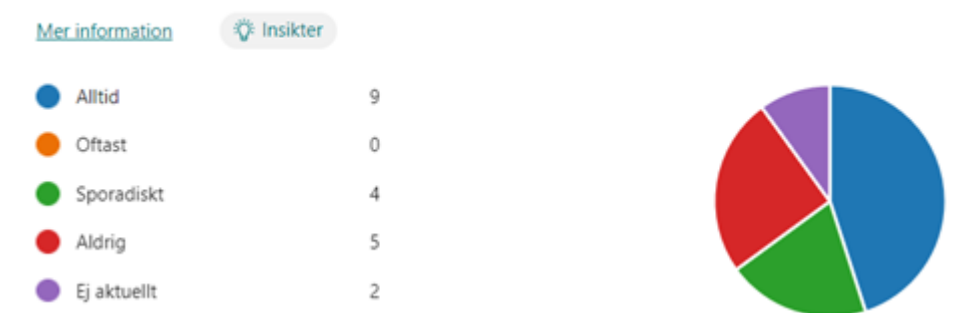 Mer information Insikter
Alltid 9
Oftast 0
Sporadiskt 4
Aldrig 5
Ej aktuellt 2